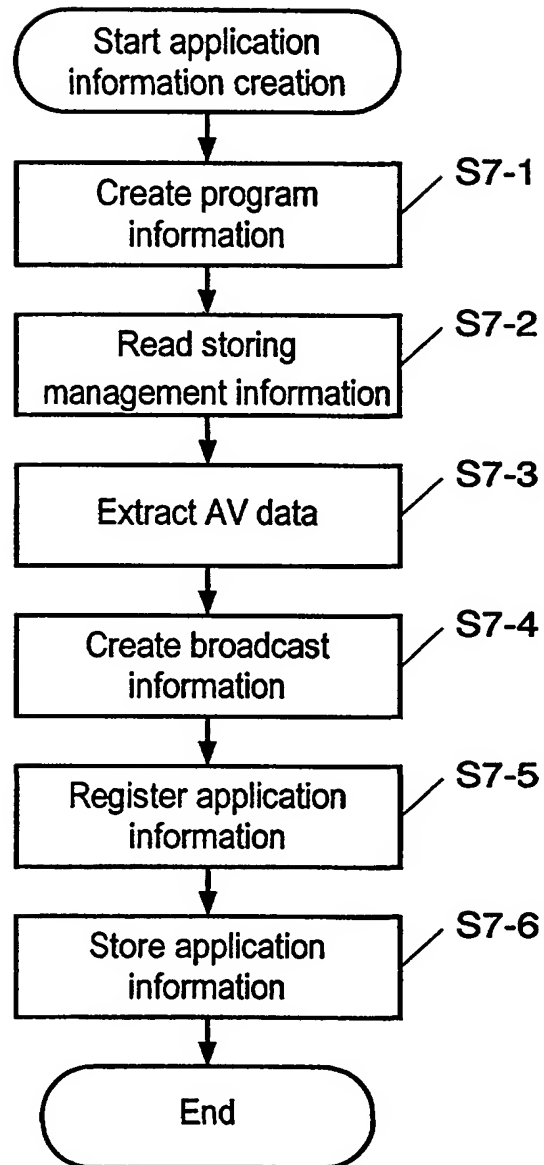 Start application
information creation
Create program
information
S7-1
Read storing
management information
S7-2
Extract AV data
S7-3
Create broadcast
information
S7-4
Register application
information
S7-5
Store application
information
S7-6
End